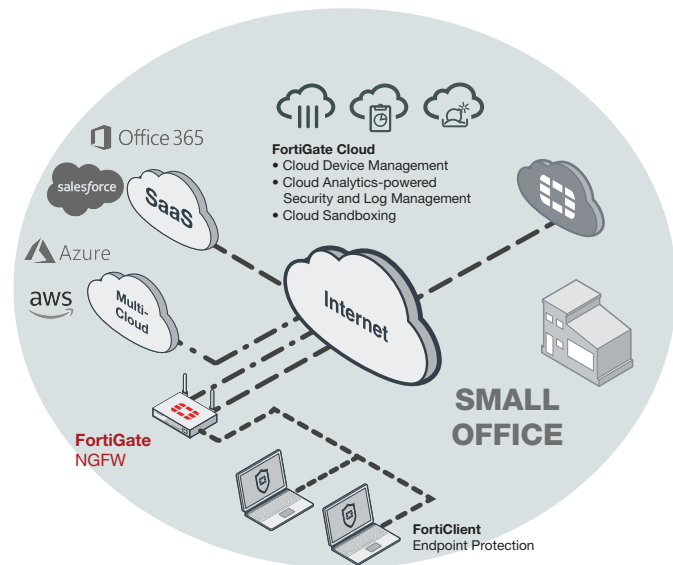 Office 365
salesforce
SaaS
Azure
aws
Multi-
Cloud
FortiGate Cloud
• Cloud Device Management
• Cloud Analytics-powered
Security and Log Management
• Cloud Sandboxing
Internet
SMALL
OFFICE
FortiGate
NGFW
FortiClient
Endpoint Protection